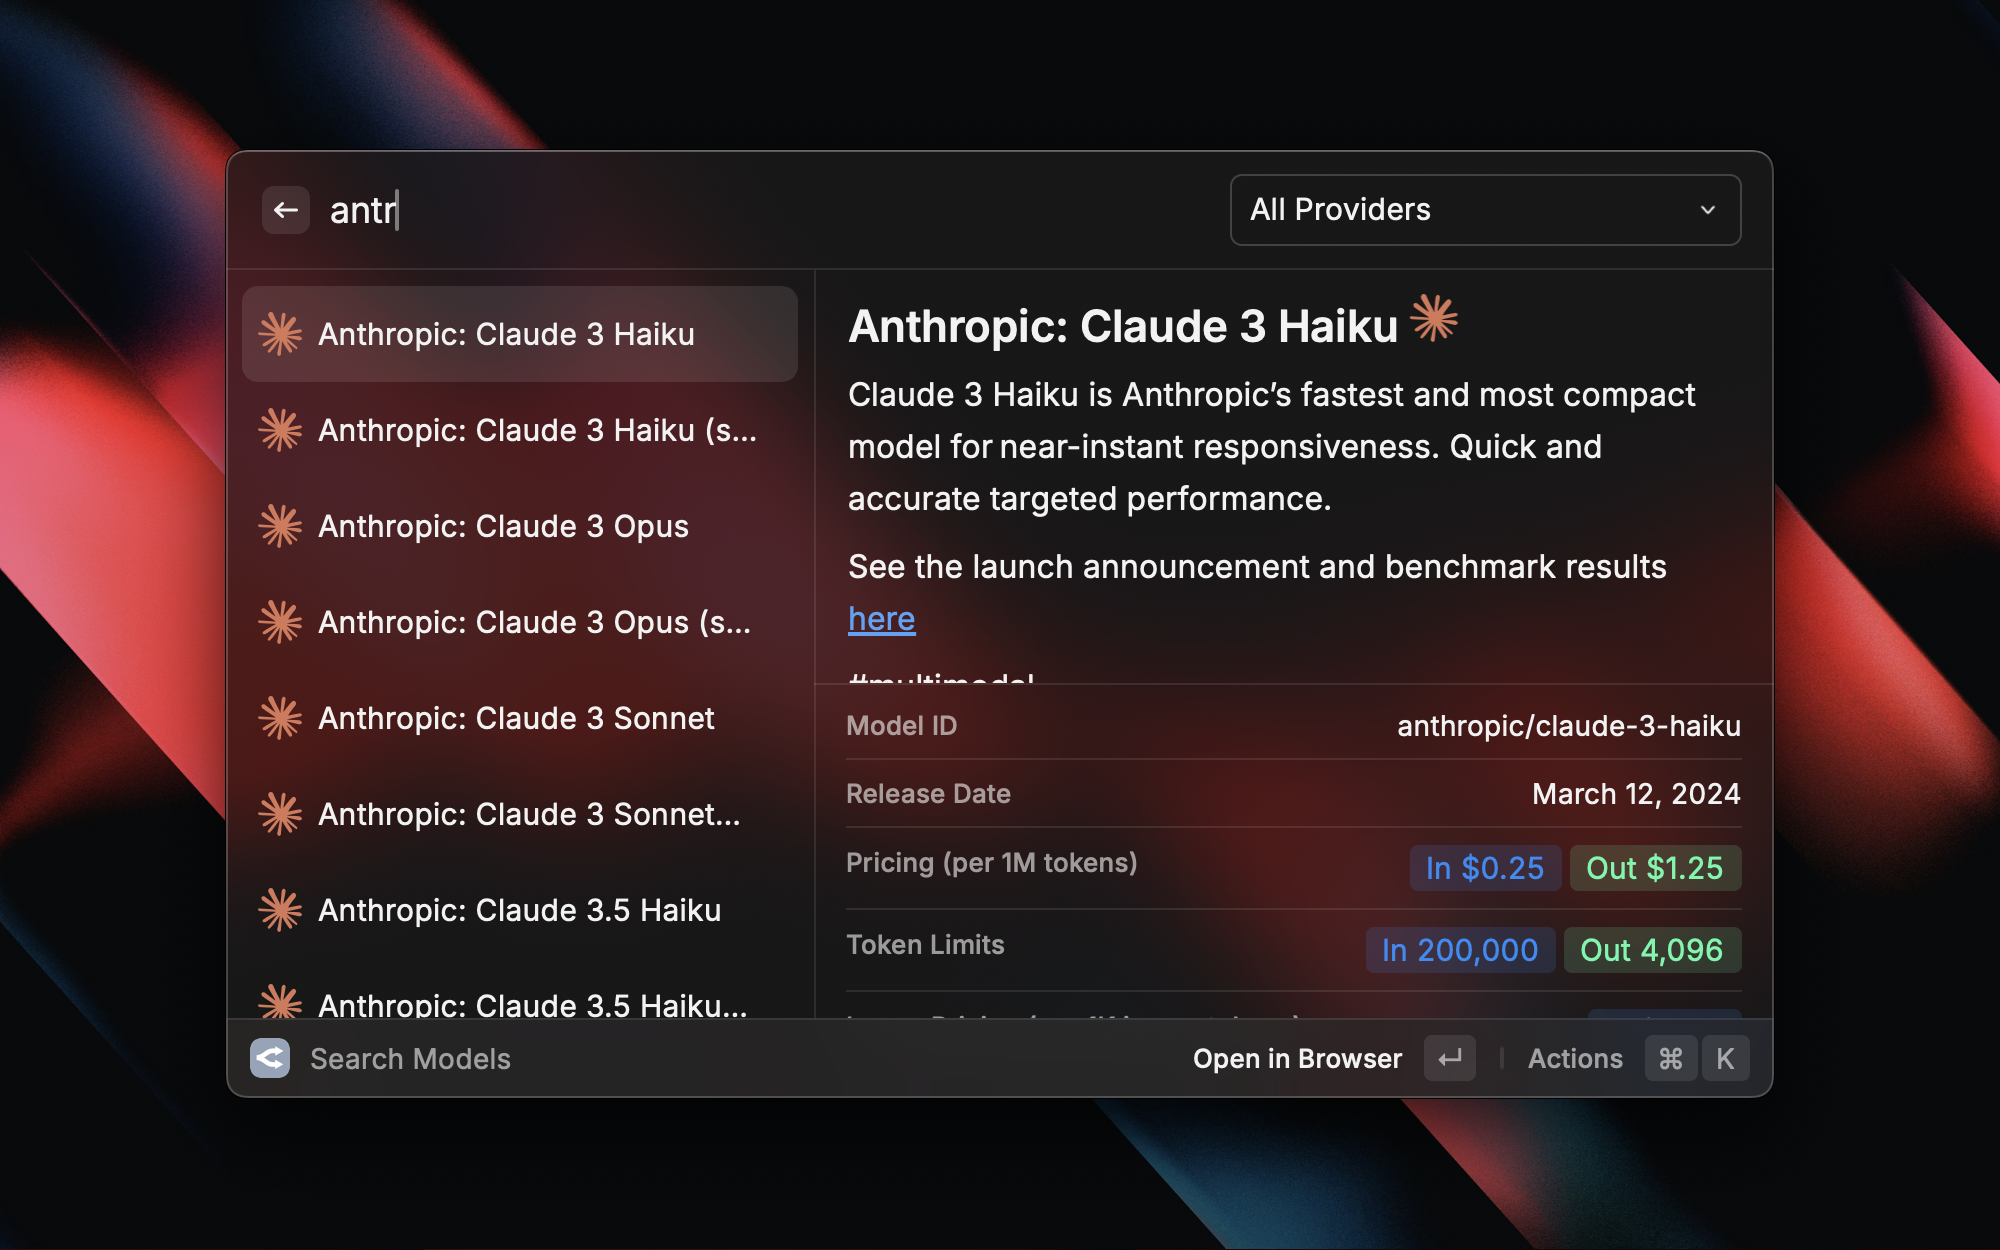 antr
All Providers
Anthropic: Claude 3 Haiku
Anthropic: Claude 3 Haiku (s...
Anthropic: Claude 3 Opus
Anthropic: Claude 3 Opus (s...
Anthropic: Claude 3 Sonnet
Anthropic: Claude 3 Sonnet...
Anthropic: Claude 3.5 Haiku
Anthropic: Claude 3.5 Haiku...
Anthropic: Claude 3 Haiku
Claude 3 Haiku is Anthropic’s fastest and most compact
model for near-instant responsiveness. Quick and
accurate targeted performance.
See the launch announcement and benchmark results
here
#multimodal
Model ID anthropic/claude-3-haiku
Release Date March 12, 2024
Pricing (per 1M tokens) In $0.25 Out $1.25
Token Limits In 200,000 Out 4,096
Search Models
Open in Browser
Actions ⌘ K